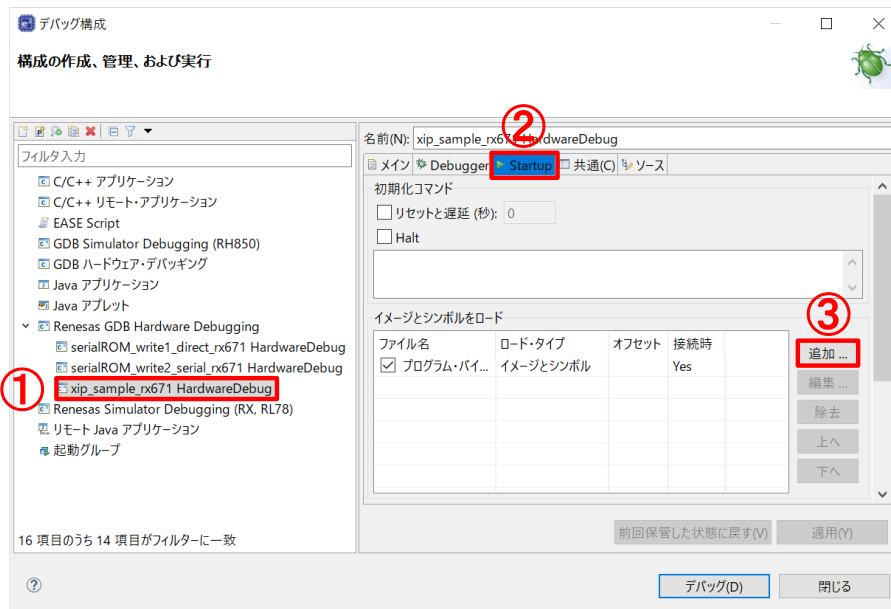 デバッグ構成
構成の作成、管理、および実行
②
名前(N): xip_sample_rx671 HardwareDebug
フィルタ入力
メイン Debugger Startup 共通(C) ソース
C/C++ アプリケーション
C/C++ リモート・アプリケーション
EASE Script
GDB Simulator Debugging (RH850)
GDB ハードウェア・デバッギング
Java アプリケーション
Java アプレット
Renesas GDB Hardware Debugging
serialROM_write1_direct_rx671 HardwareDebug
serialROM_write2_serial_rx671 HardwareDebug
①
xip_sample_rx671 HardwareDebug
Renesas Simulator Debugging (RX, RL78)
リモート Java アプリケーション
起動グループ
16 項目のうち 14 項目がフィルターに一致
初期化コマンド
リセットと遅延 (秒): 0
Halt
イメージとシンボルをロード
③
ファイル名 ロード・タイプ オフセット 接続時
プログラム・バイ... イメージとシンボル Yes
追加 ...
編集 ...
除去
上へ
下へ
前回保管した状態に戻す(V) 適用(Y)
デバッグ(D) 閉じる